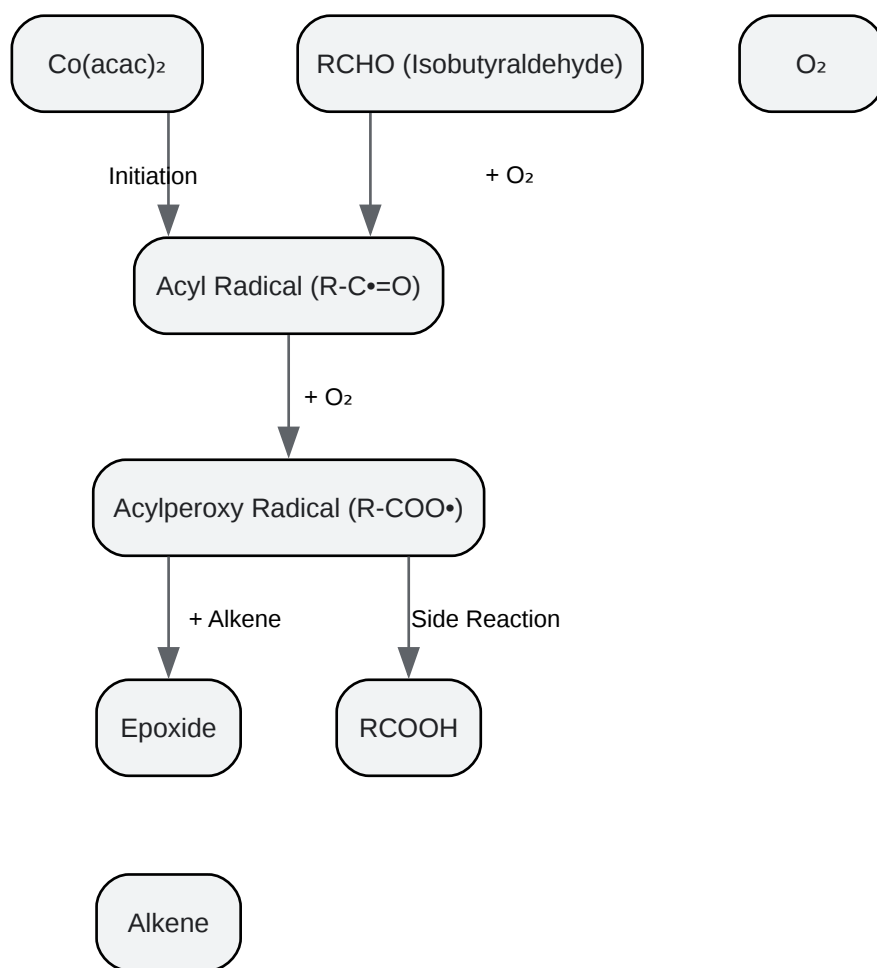 Co(acac)₂
RCHO (Isobutyraldehyde)
O₂
Initiation
+ O₂
Acyl Radical (R-C•=O)
+ O₂
Acylperoxy Radical (R-COO•)
+ Alkene
Side Reaction
Epoxide
RCOOH
Alkene